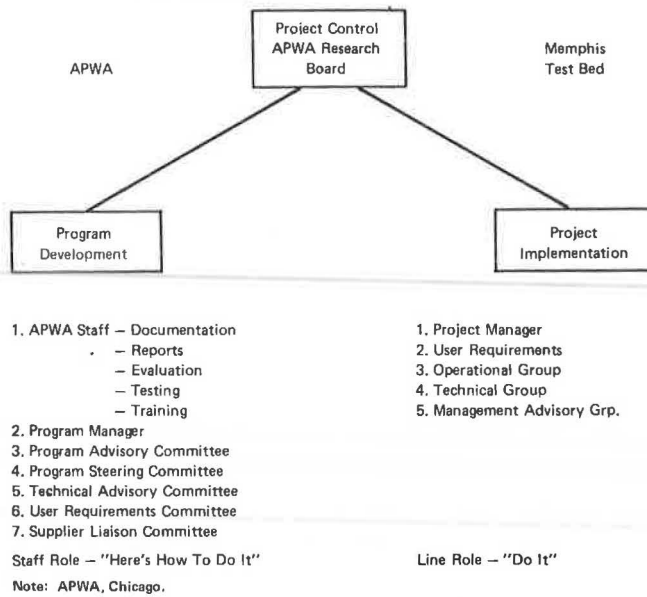 Project Control
APWA Research
Board
APWA
Memphis
Test Bed
Program
Development
Project
Implementation
1. APWA Staff — Documentation
— Reports
— Evaluation
— Testing
— Training
2. Program Manager
3. Program Advisory Committee
4. Program Steering Committee
5. Technical Advisory Committee
6. User Requirements Committee
7. Supplier Liaison Committee
Staff Role — "Here's How To Do It"
1. Project Manager
2. User Requirements
3. Operational Group
4. Technical Group
5. Management Advisory Grp.
Line Role — "Do It"
Note: APWA, Chicago.